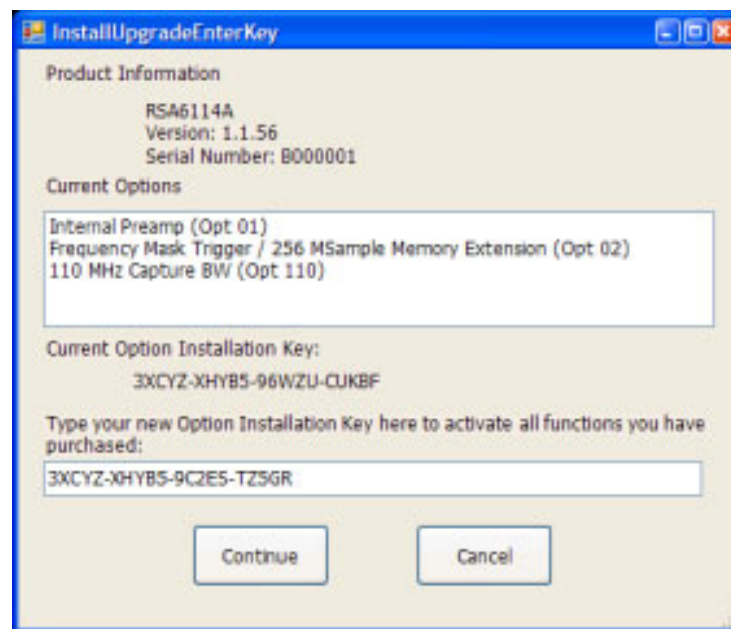 InstallUpgradeEnterKey
Product Information
RSA6114A
Version: 1.1.56
Serial Number: B000001
Current Options
Internal Preamp (Opt 01)
Frequency Mask Trigger / 256 MSample Memory Extension (Opt 02)
110 MHz Capture BW (Opt 110)
Current Option Installation Key:
3XCYZ-XHYB5-96WZU-CUKBF
Type your new Option Installation Key here to activate all functions you have
purchased:
3XCYZ-XHYB5-9C2E5-TZ5GR
Continue
Cancel